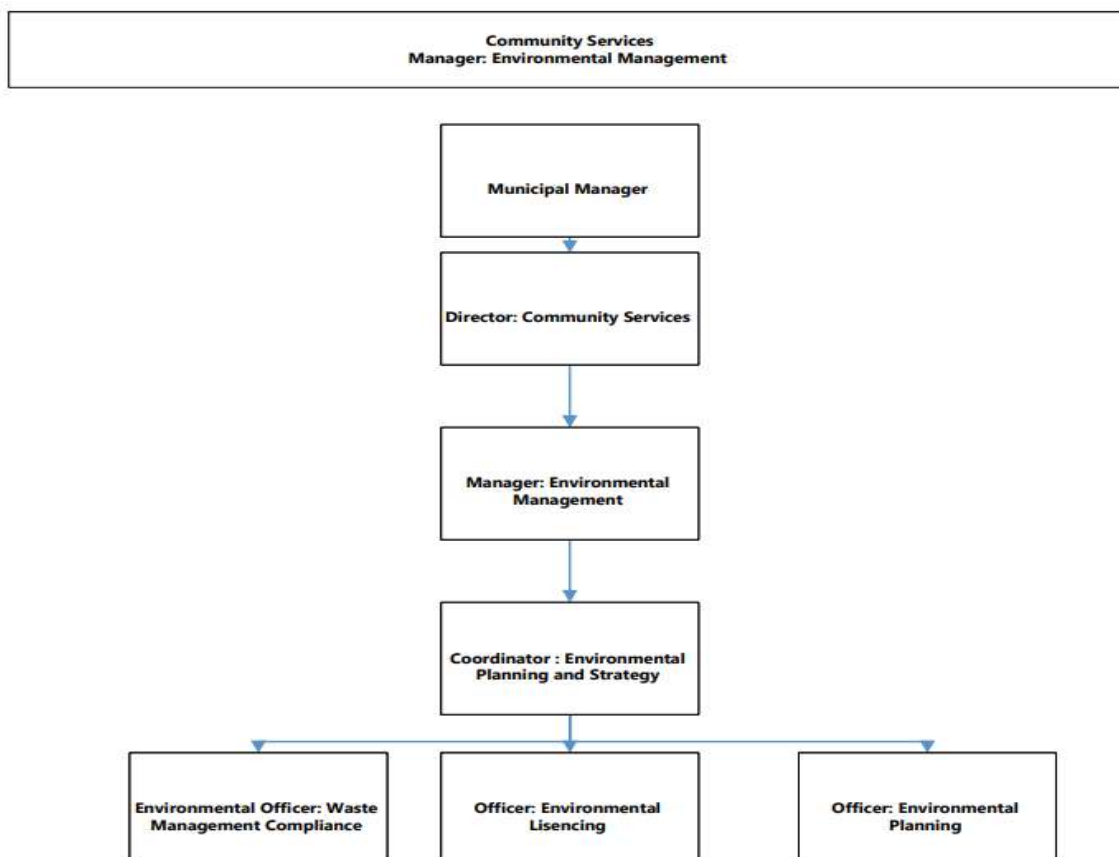 Community Services
Manager: Environmental Management
Municipal Manager
Director: Community Services
Manager: Environmental
Management
Coordinator : Environmental
Planning and Strategy
Environmental Officer: Waste
Management Compliance
Officer: Environmental
Lisencing
Officer: Environmental
Planning